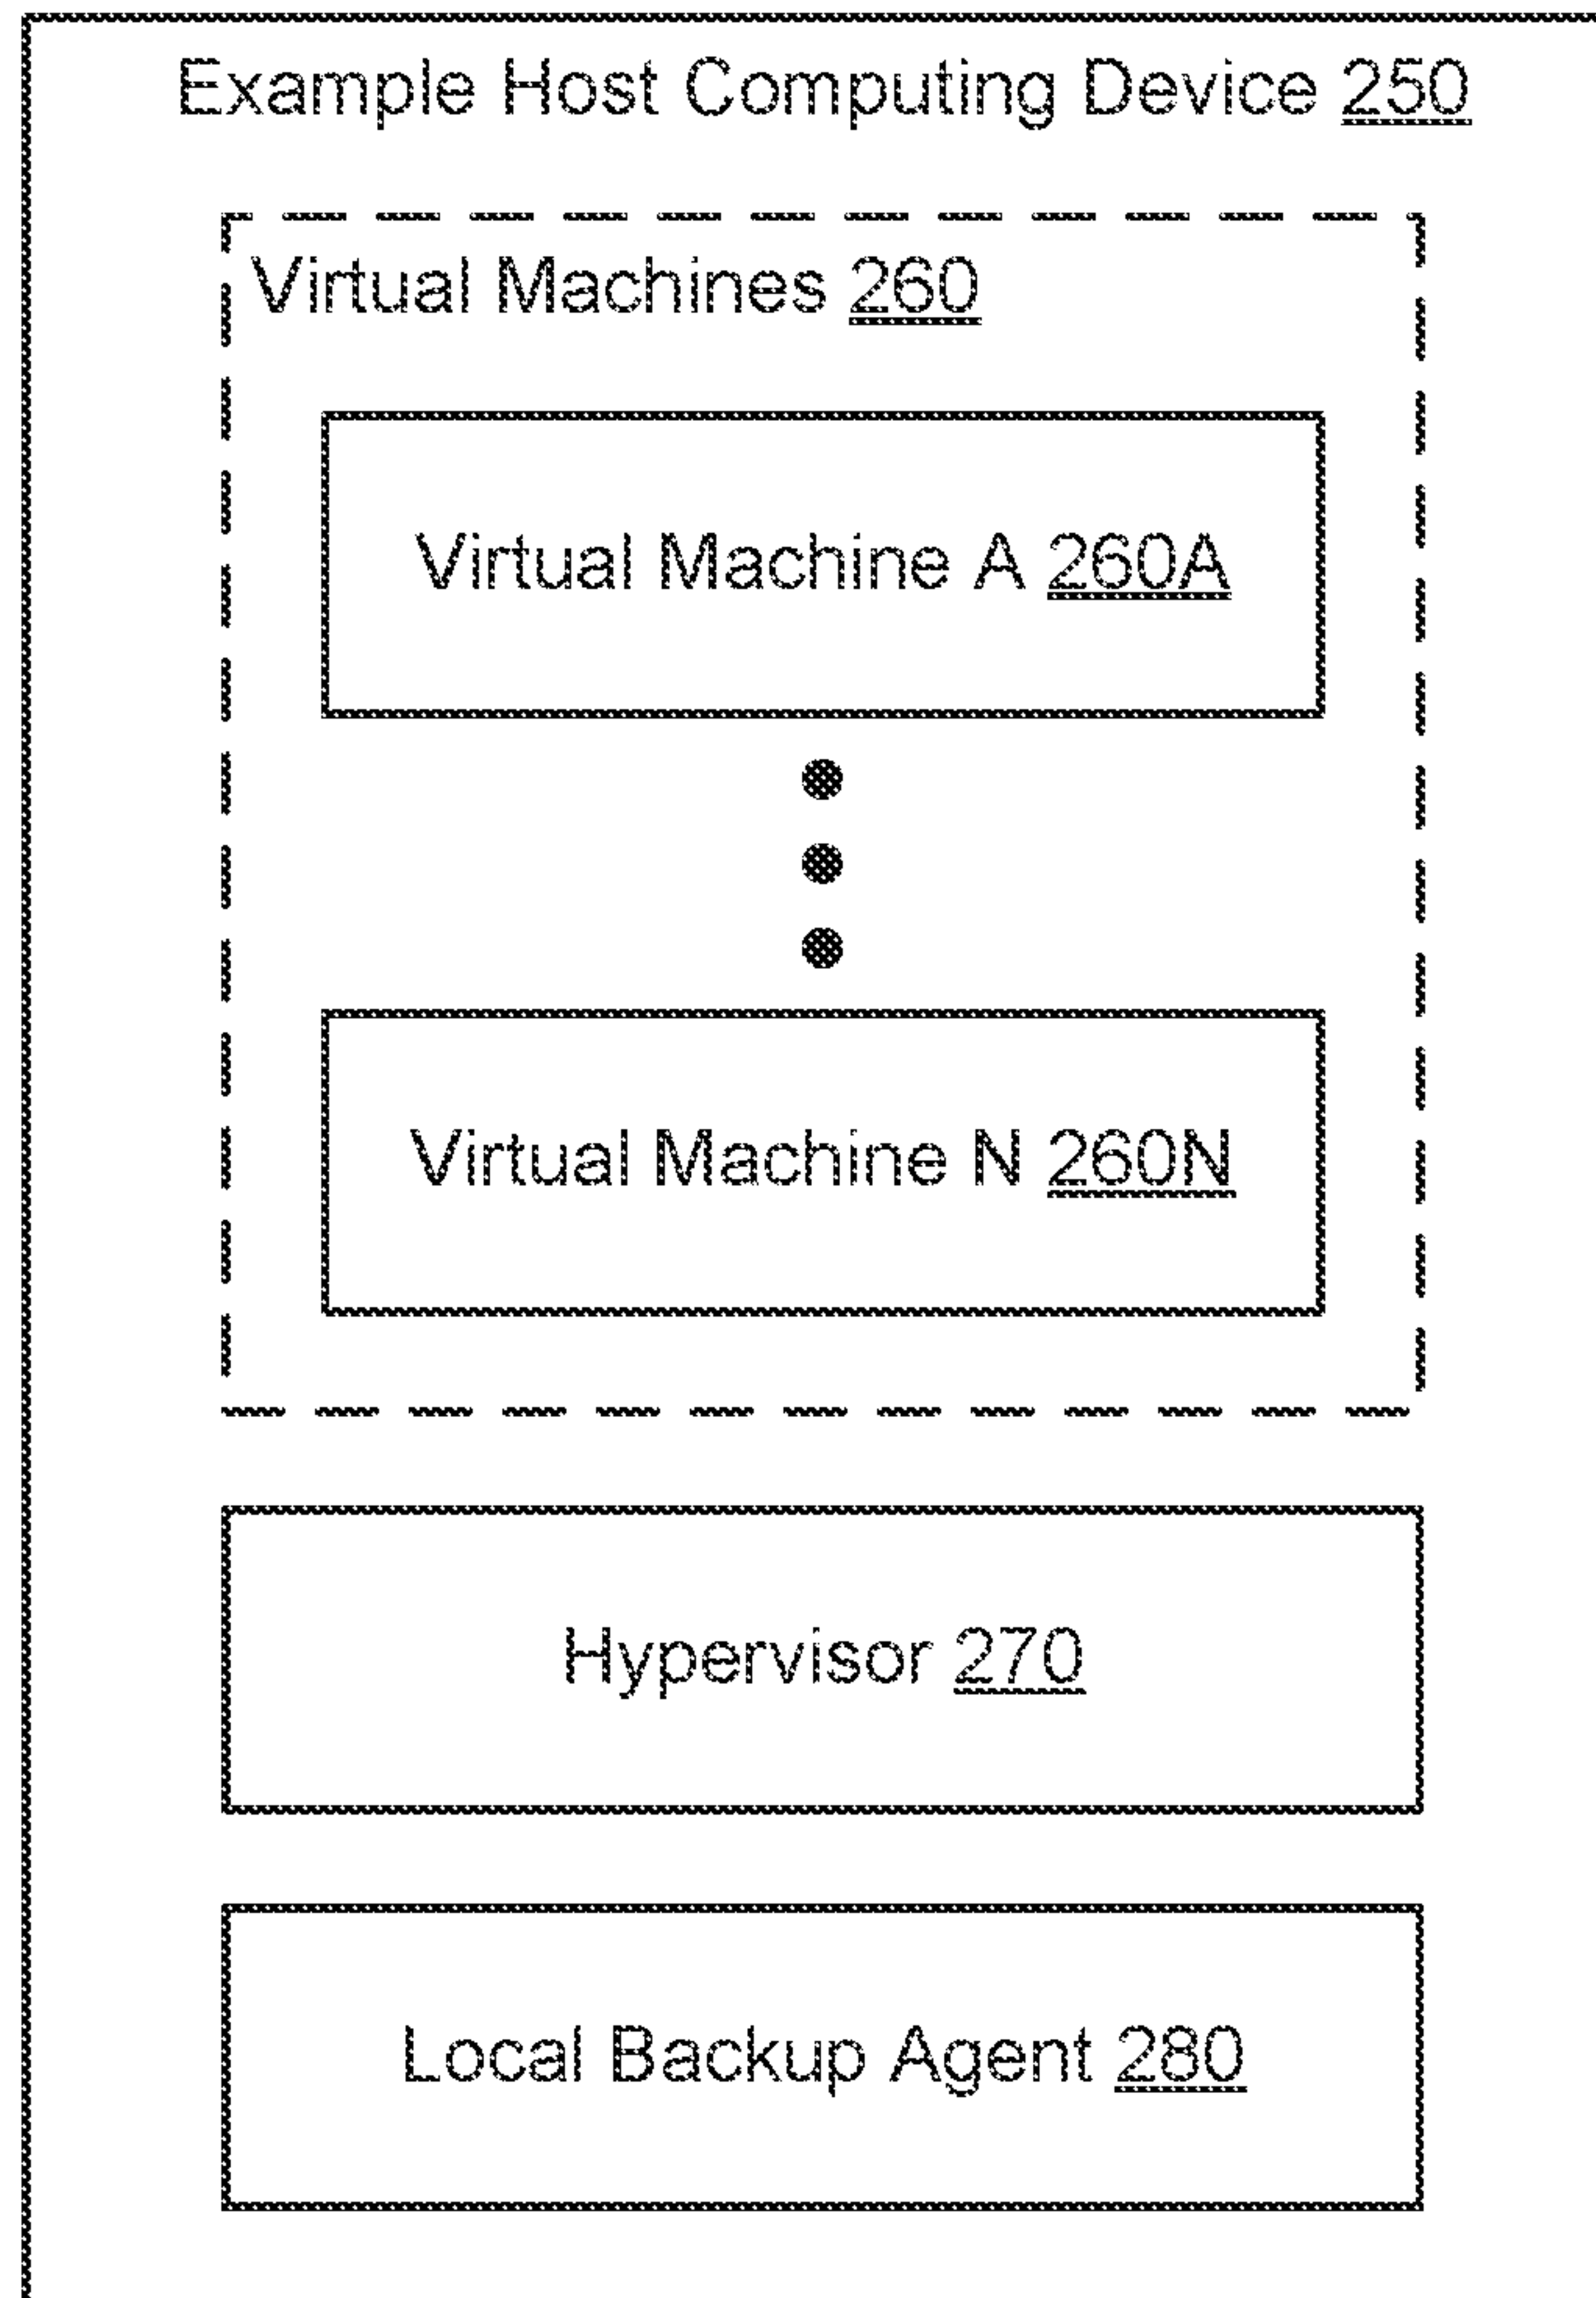 Example Host Computing Device 250
Virtual Machines 260
Virtual Machine A 260A
Virtual Machine N 260N
Hypervisor 270
Local Backup Agent 280